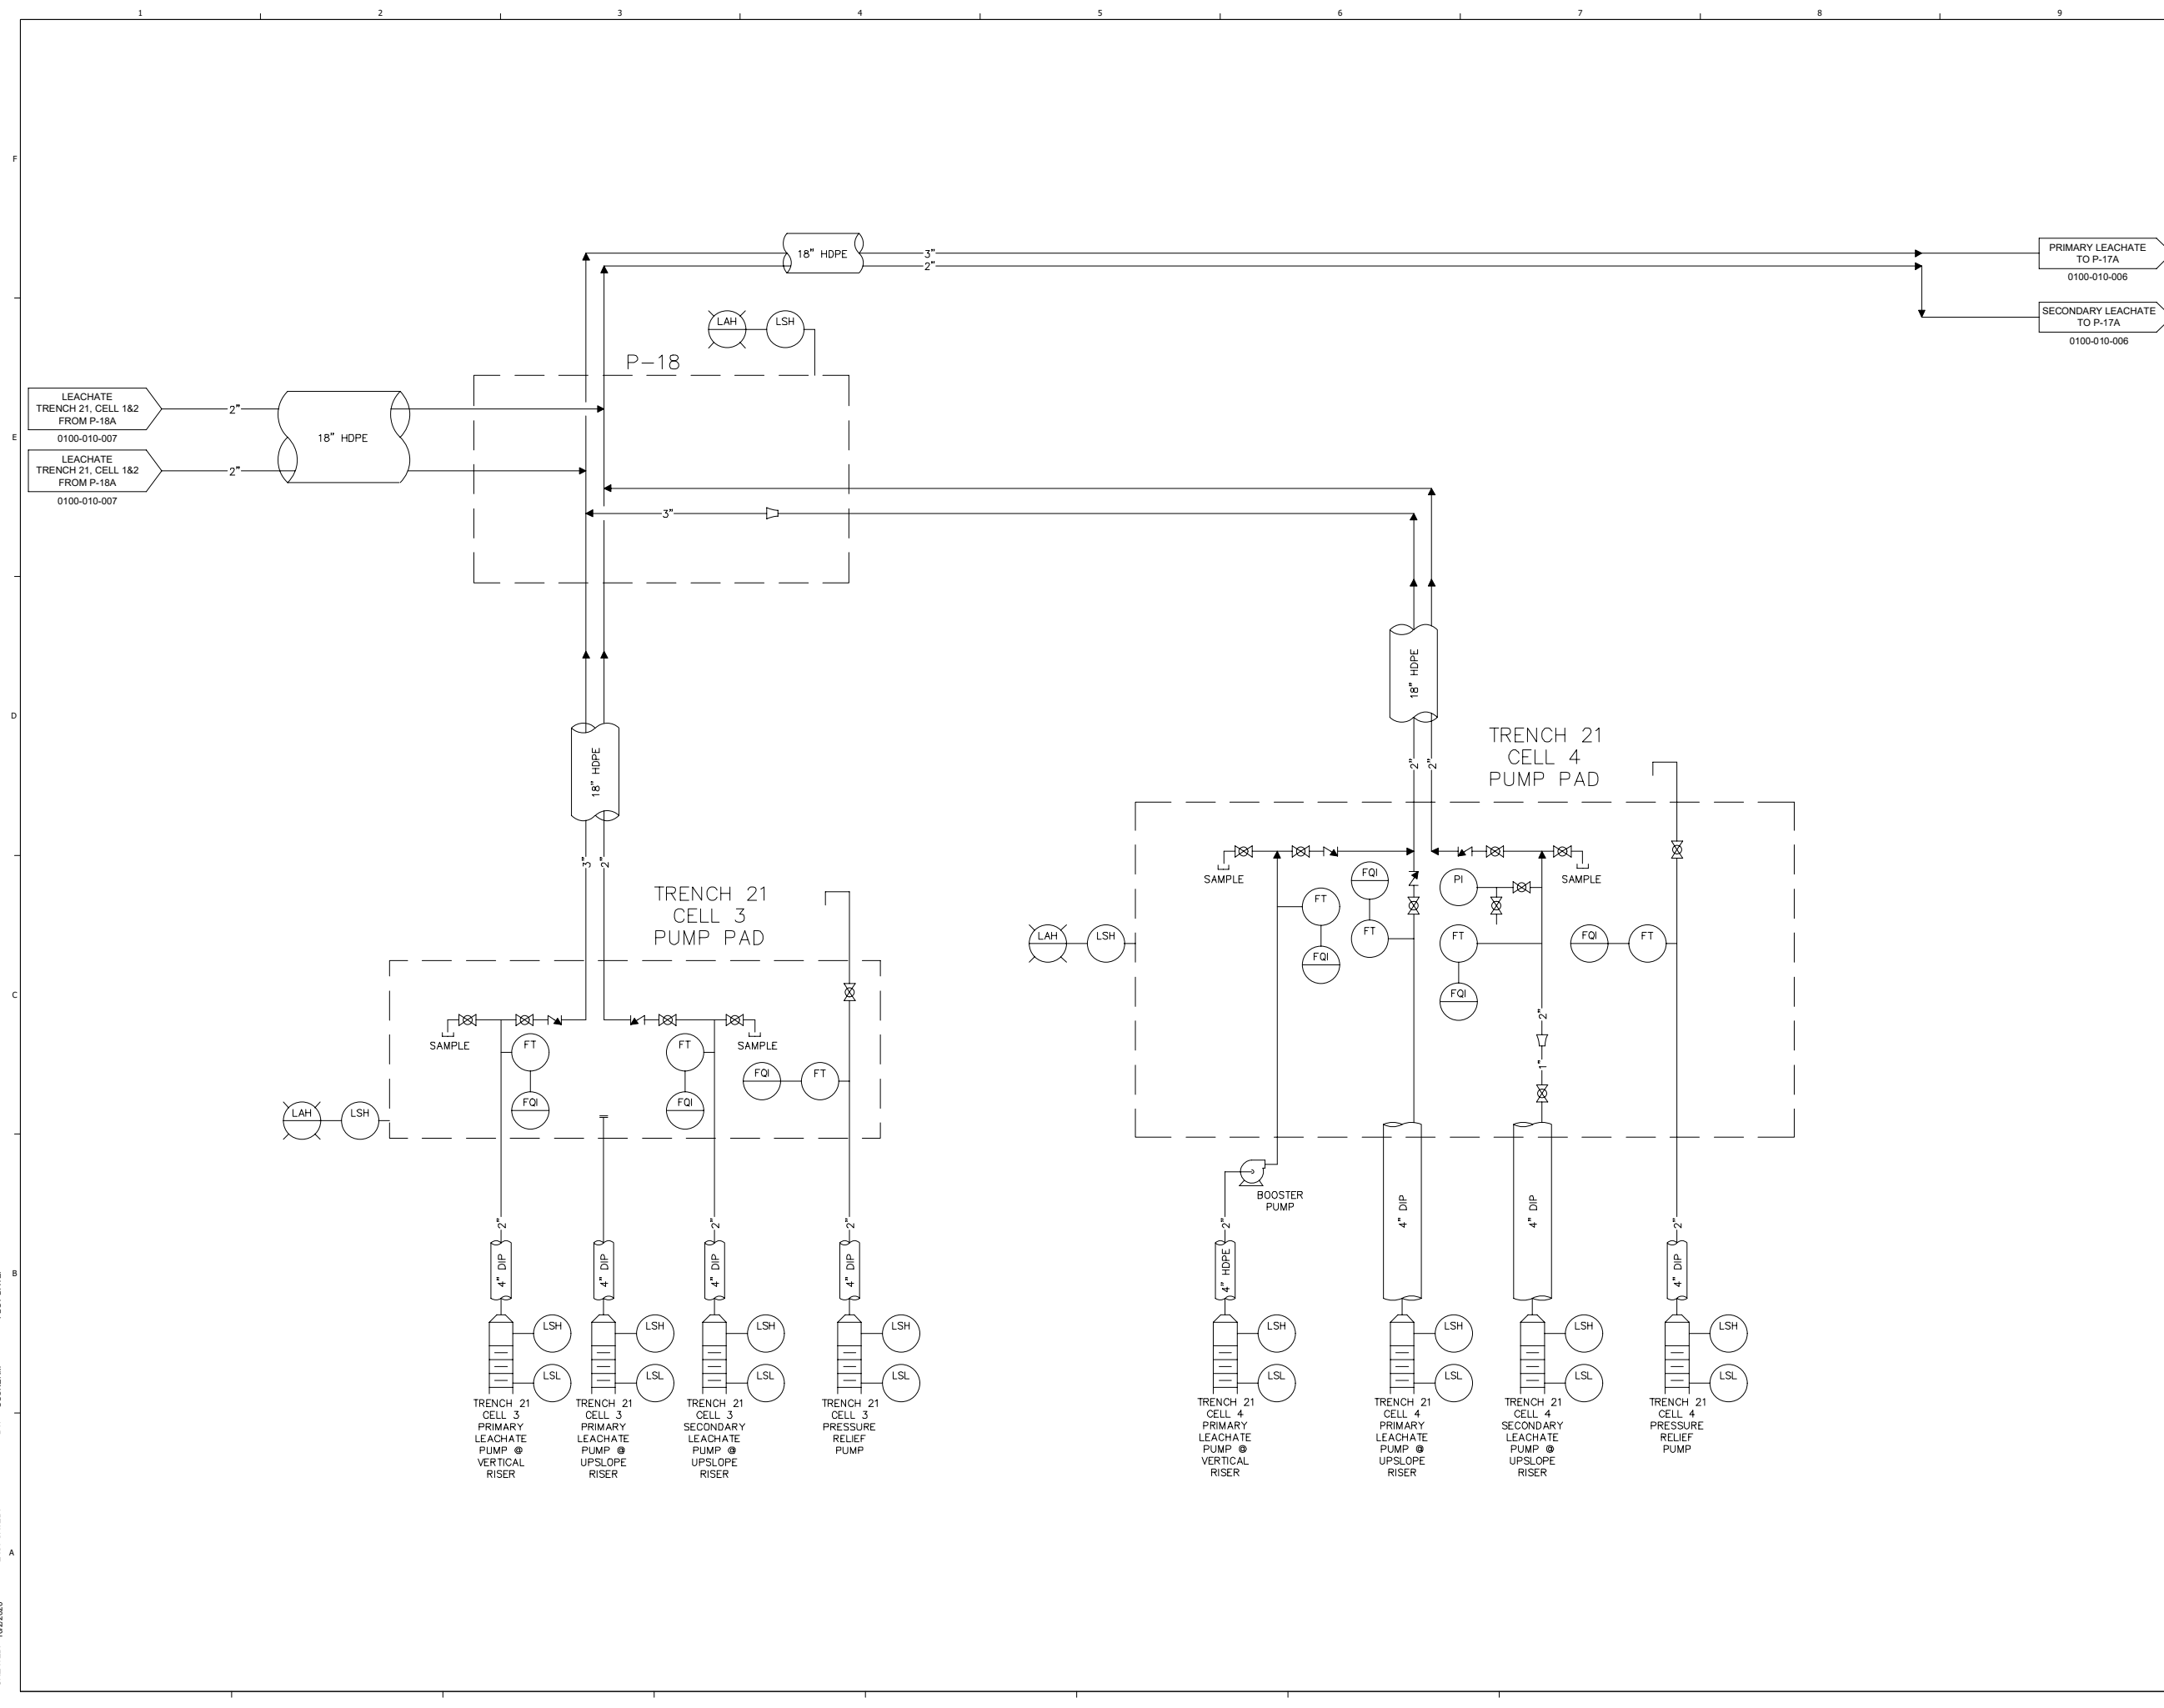 1 2 3 4 5 6 7 8 9
F
E
D
C
B
A
18" HDPE
3"
2"
PRIMARY LEACHATE
TO P-17A
0100-010-006
SECONDARY LEACHATE
TO P-17A
0100-010-006
LAH LSH
P-18
LEACHATE
TRENCH 21, CELL 1&2
FROM P-18A
0100-010-007
2"
18" HDPE
LEACHATE
TRENCH 21, CELL 1&2
FROM P-18A
0100-010-007
2"
3"
18" HDPE
18" HDPE
2" 2"
3" 2"
TRENCH 21
CELL 3
PUMP PAD
SAMPLE
FT
FQI
FT
FQI
SAMPLE
FQI FT
LAH LSH
2" 2" 2"
4" DIP 4" DIP 4" DIP 4" DIP
LSH LSH LSH LSH
LSL LSL LSL LSL
TRENCH 21
CELL 3
PRIMARY
LEACHATE
PUMP @
VERTICAL
RISER
TRENCH 21
CELL 3
PRIMARY
LEACHATE
PUMP @
UPSLOPE
RISER
TRENCH 21
CELL 3
SECONDARY
LEACHATE
PUMP @
UPSLOPE
RISER
TRENCH 21
CELL 3
PRESSURE
RELIEF
PUMP
TRENCH 21
CELL 4
PUMP PAD
SAMPLE
FT
FQI
FQI
FT
PI
SAMPLE
FT
FQI
FQI FT
LAH LSH
2"
1"
BOOSTER
PUMP
2" 2"
4" HDPE 4" DIP 4" DIP 4" DIP
LSH LSH LSH LSH
LSL LSL LSL LSL
TRENCH 21
CELL 4
PRIMARY
LEACHATE
PUMP @
VERTICAL
RISER
TRENCH 21
CELL 4
PRIMARY
LEACHATE
PUMP @
UPSLOPE
RISER
TRENCH 21
CELL 4
SECONDARY
LEACHATE
PUMP @
UPSLOPE
RISER
TRENCH 21
CELL 4
PRESSURE
RELIEF
PUMP